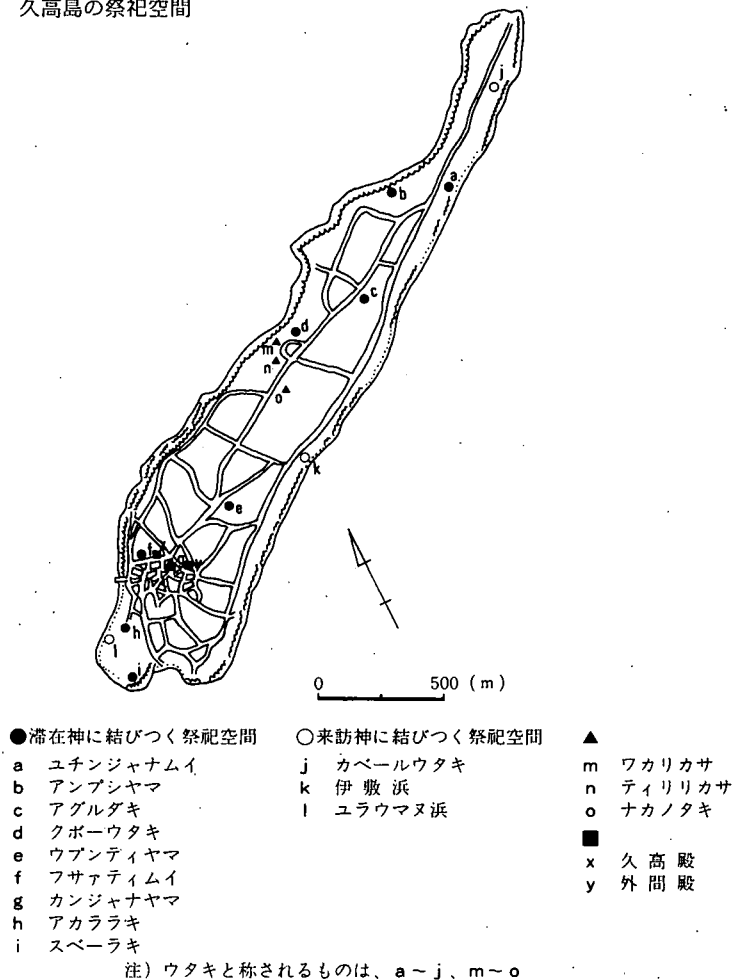 久高島の祭祀空間
j
a
b
c
d
m
n
o
k
e
f
h
l
i
0 500 (m)
●滞在神に結びつく祭祀空間
a ユチンジャナムイ
b アンプシヤマ
c アグルダキ
d クボーウタキ
e ウプンディヤマ
f フサァティムイ
g カンジャナヤマ
h アカララキ
i スベーラキ
○来訪神に結びつく祭祀空間
j カベールウタキ
k 伊敷浜
l ユラウマヌ浜
▲
m ワカリカサ
n ティリリカサ
o ナカノタキ
■
x 久高殿
y 外間殿
注)ウタキと称されるものは、a~j、m~o